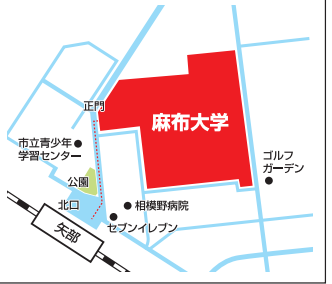 正門
麻布大学
市立青少年
学習センター
ゴルフ
ガーデン
公園
北口
相模野病院
セブンイレブン
矢部